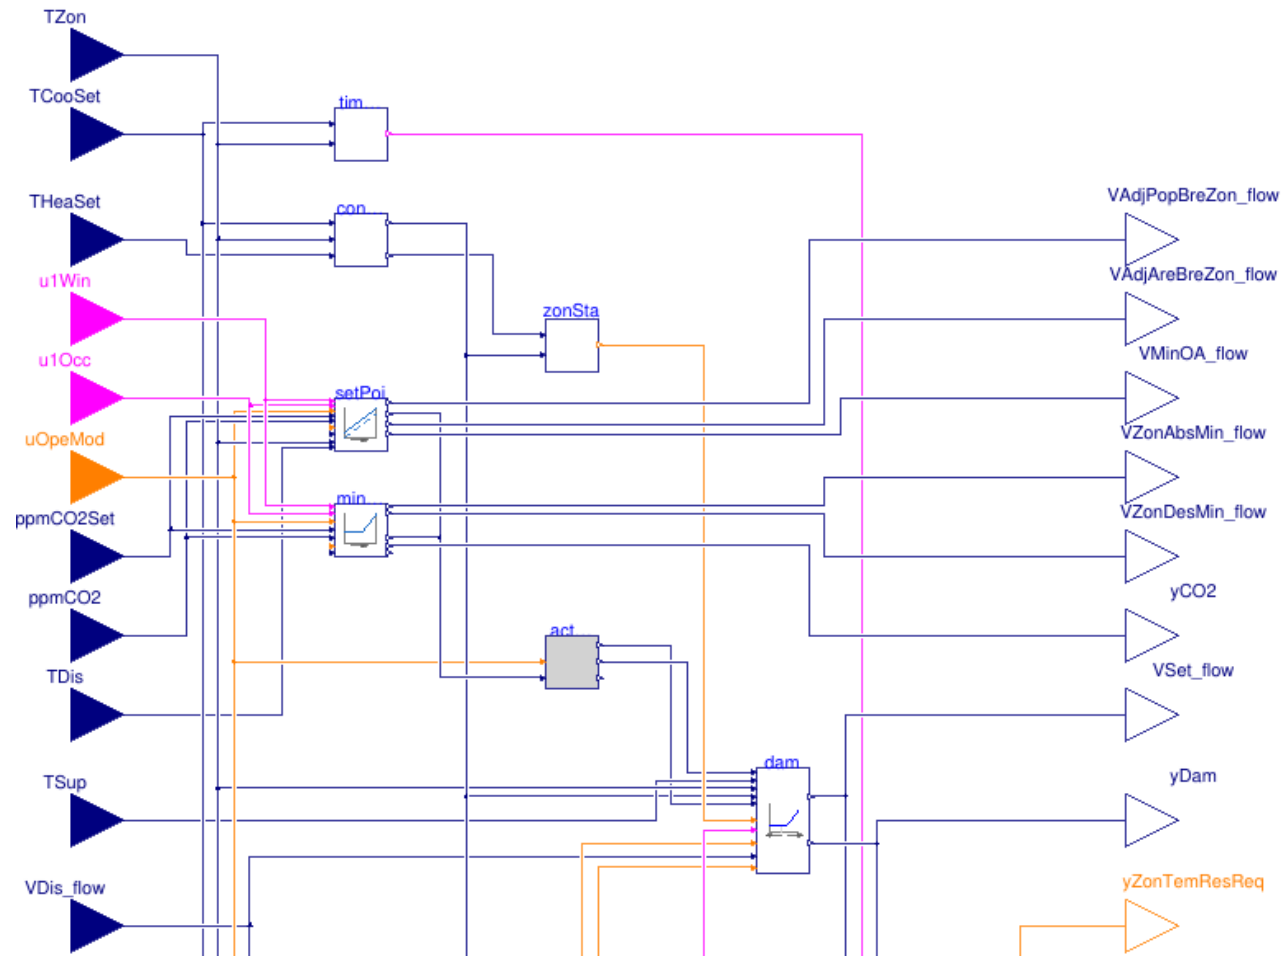 TZon
TCooSet
tim...
THeaSet
con...
VAdjPopBreZon_flow
u1Win
VAdjAreBreZon_flow
zonSta
u1Occ
VMinOA_flow
setPoi
uOpeMod
VZonAbsMin_flow
min...
ppmCO2Set
VZonDesMin_flow
ppmCO2
yCO2
act...
TDis
VSet_flow
dam
TSup
yDam
VDis_flow
yZonTemResReq